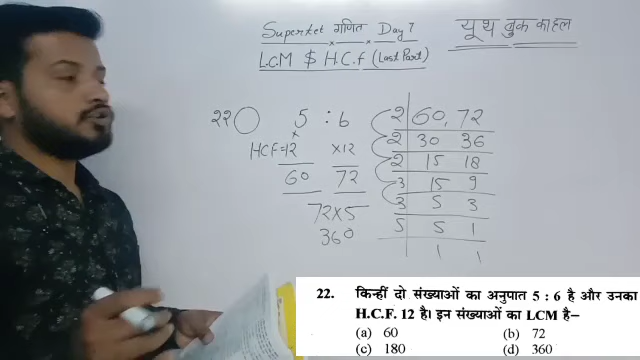 Supertet गणित Day 7
L.C.M $ H.C.f (Last Part)
यूथ बुक काहल
22 5 : 6
HCF=12 × ×12
60 72
72×5
360
2 60, 72
2 30 36
2 15 18
3 15 9
3 5 3
5 5 1
1 1
22. किन्हीं दो संख्याओं का अनुपात 5 : 6 है और उनका
H.C.F. 12 है। इन संख्याओं का LCM है–
(a) 60 (b) 72
(c) 180 (d) 360